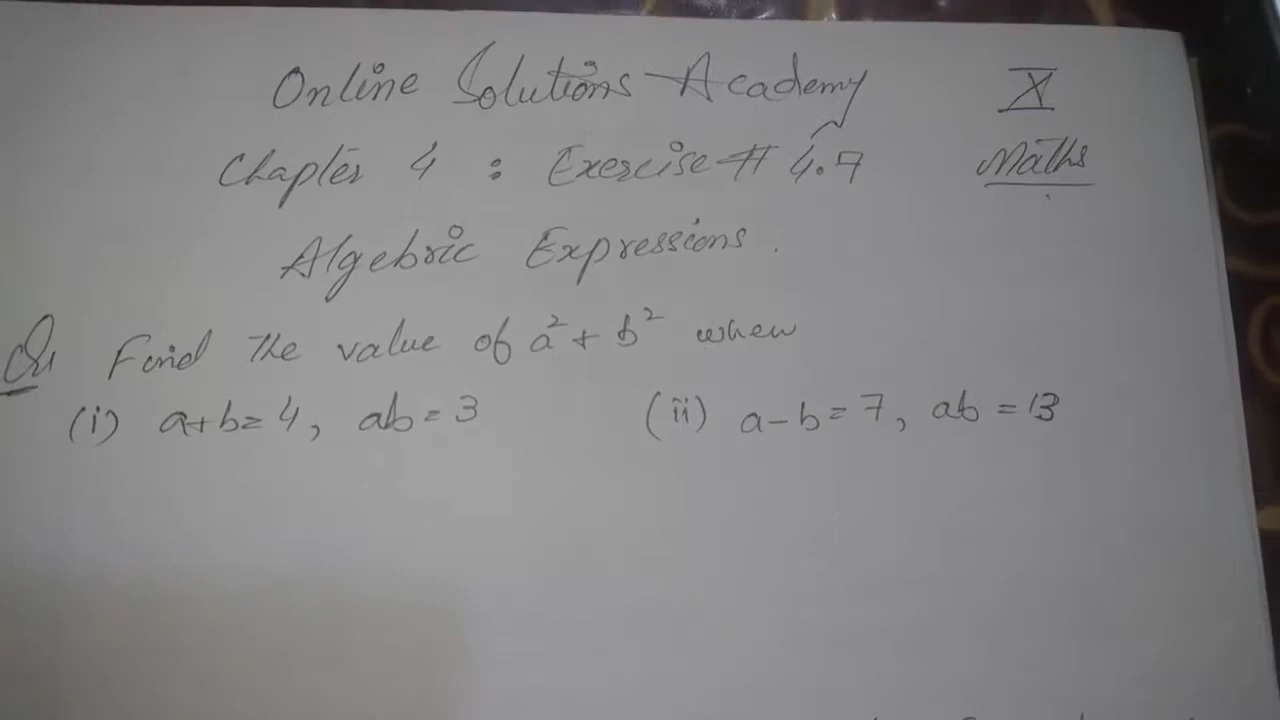 Online Solutions Academy X
Chapter 4 : Exercise # 4.7 Maths
Algebric Expressions.
Q1 Find the value of a² + b² when
(i) a+b=4, ab=3 (ii) a-b=7, ab=13